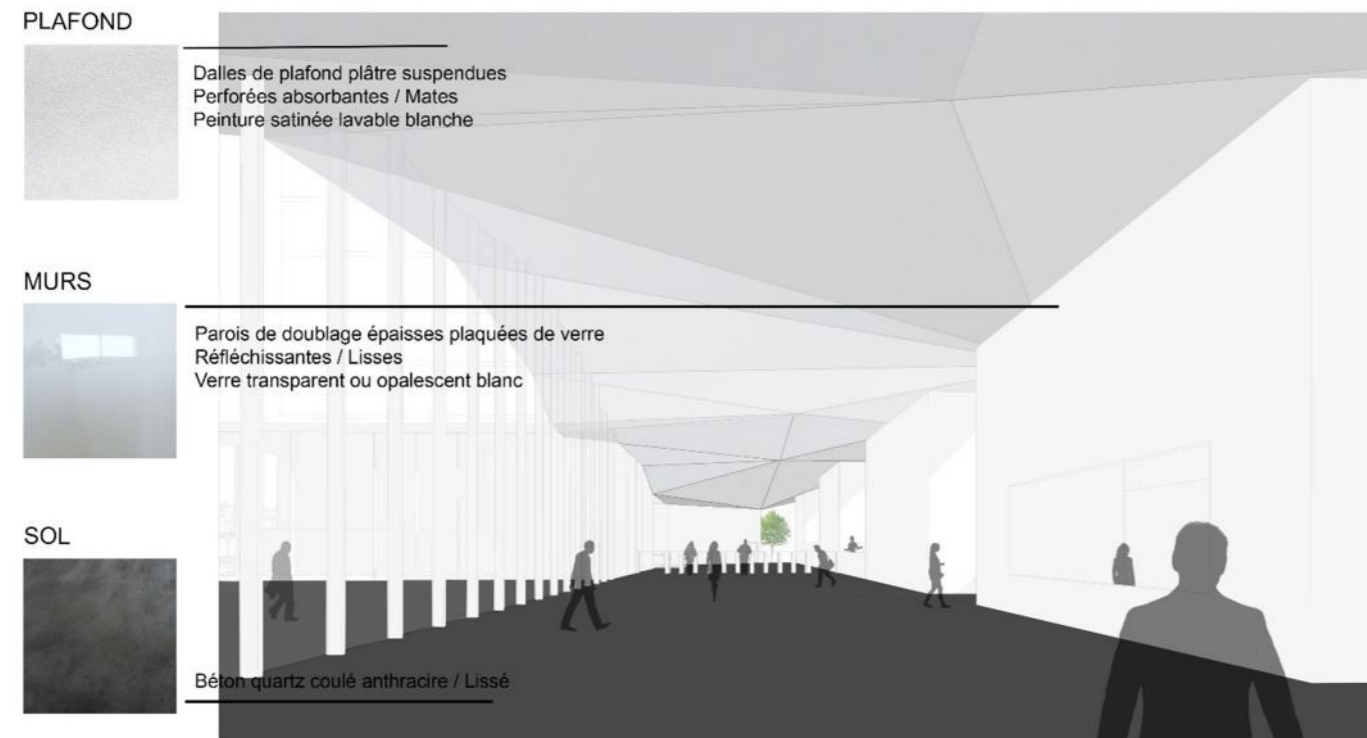 PLAFOND
Dalles de plafond plâtre suspendues
Perforées absorbantes / Mates
Peinture satinée lavable blanche
MURS
Parois de doublage épaisses plaquées de verre
Réfléchissantes / Lisses
Verre transparent ou opalescent blanc
SOL
Béton quartz coulé anthracire / Lissé